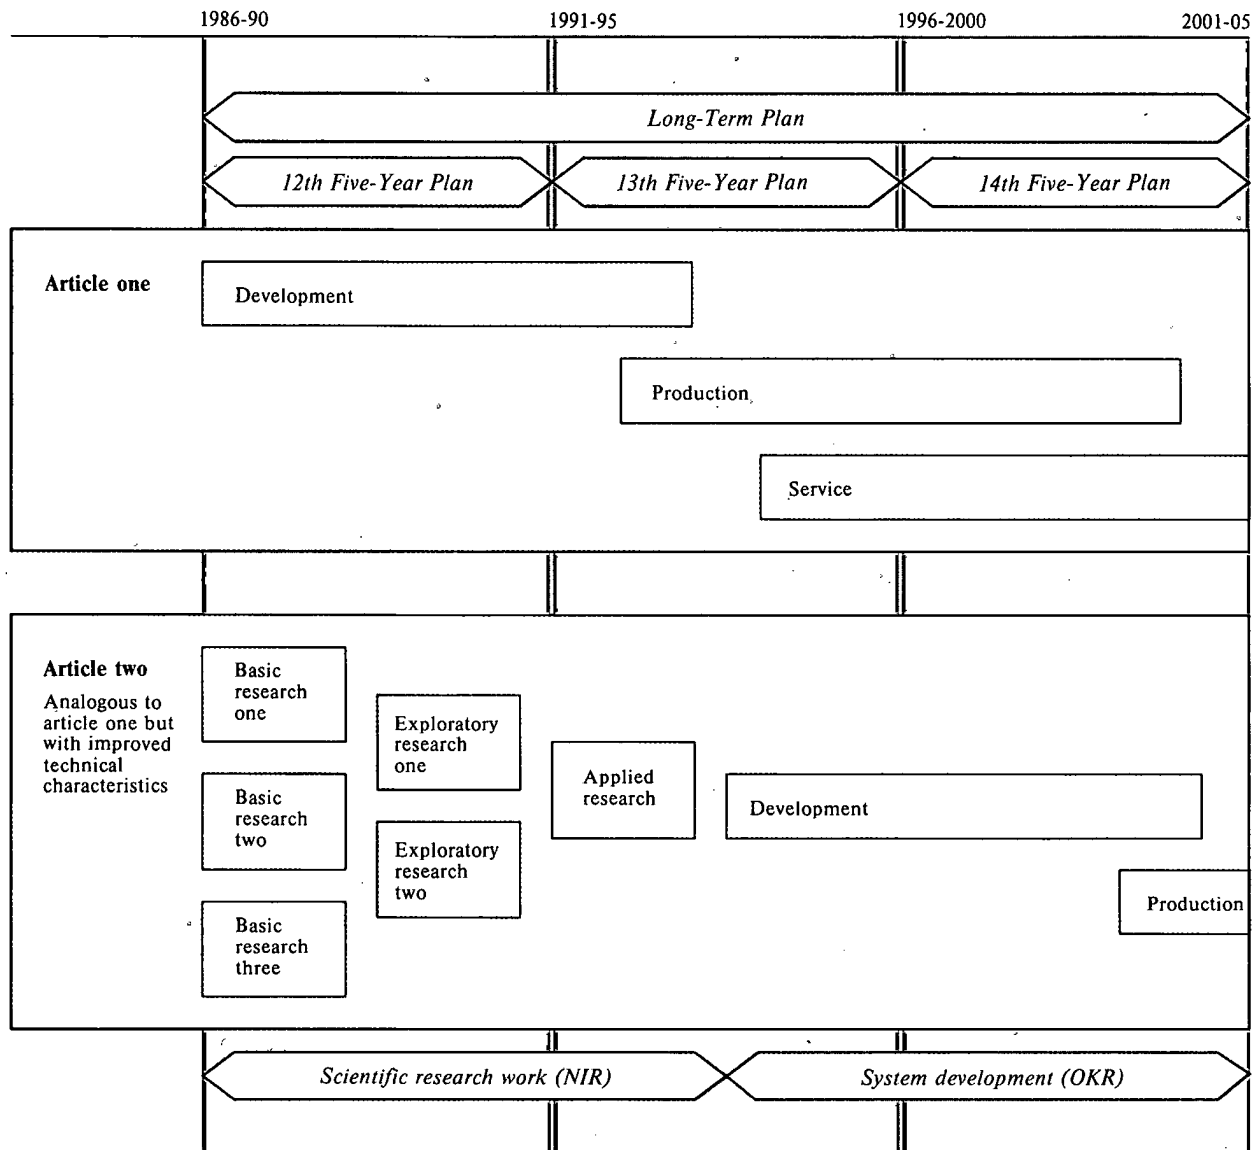 1986-90 1991-95 1996-2000 2001-05
Long-Term Plan
12th Five-Year Plan 13th Five-Year Plan 14th Five-Year Plan
Article one
Development
Production
Service
Article two
Analogous to
article one but
with improved
technical
characteristics
Basic
research
one
Basic
research
two
Basic
research
three
Exploratory
research
one
Exploratory
research
two
Applied
research
Development
Production
Scientific research work (NIR) System development (OKR)